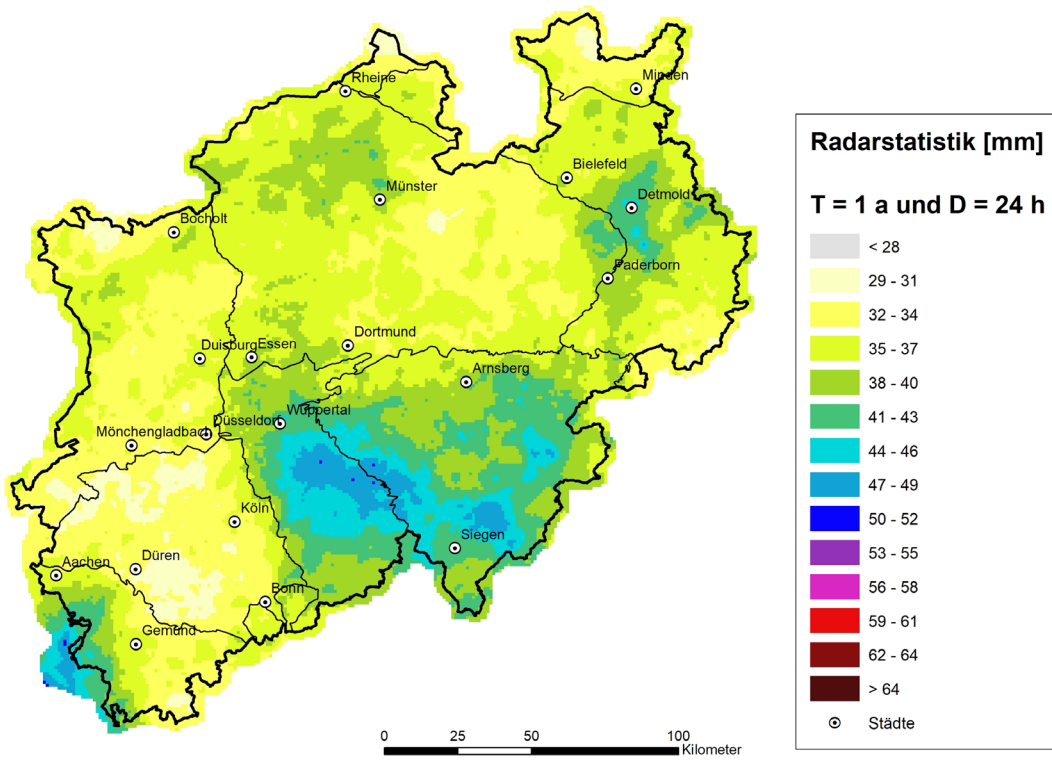 Rheine
Minden
Bielefeld
Münster
Detmold
Bocholt
Paderborn
Dortmund
Duisburg
Essen
Arnsberg
Wuppertal
Düsseldorf
Mönchengladbach
Köln
Siegen
Düren
Aachen
Bonn
Gemünd
0 25 50 100
Kilometer
Radarstatistik [mm]
T = 1 a und D = 24 h
< 28
29 - 31
32 - 34
35 - 37
38 - 40
41 - 43
44 - 46
47 - 49
50 - 52
53 - 55
56 - 58
59 - 61
62 - 64
> 64
Städte